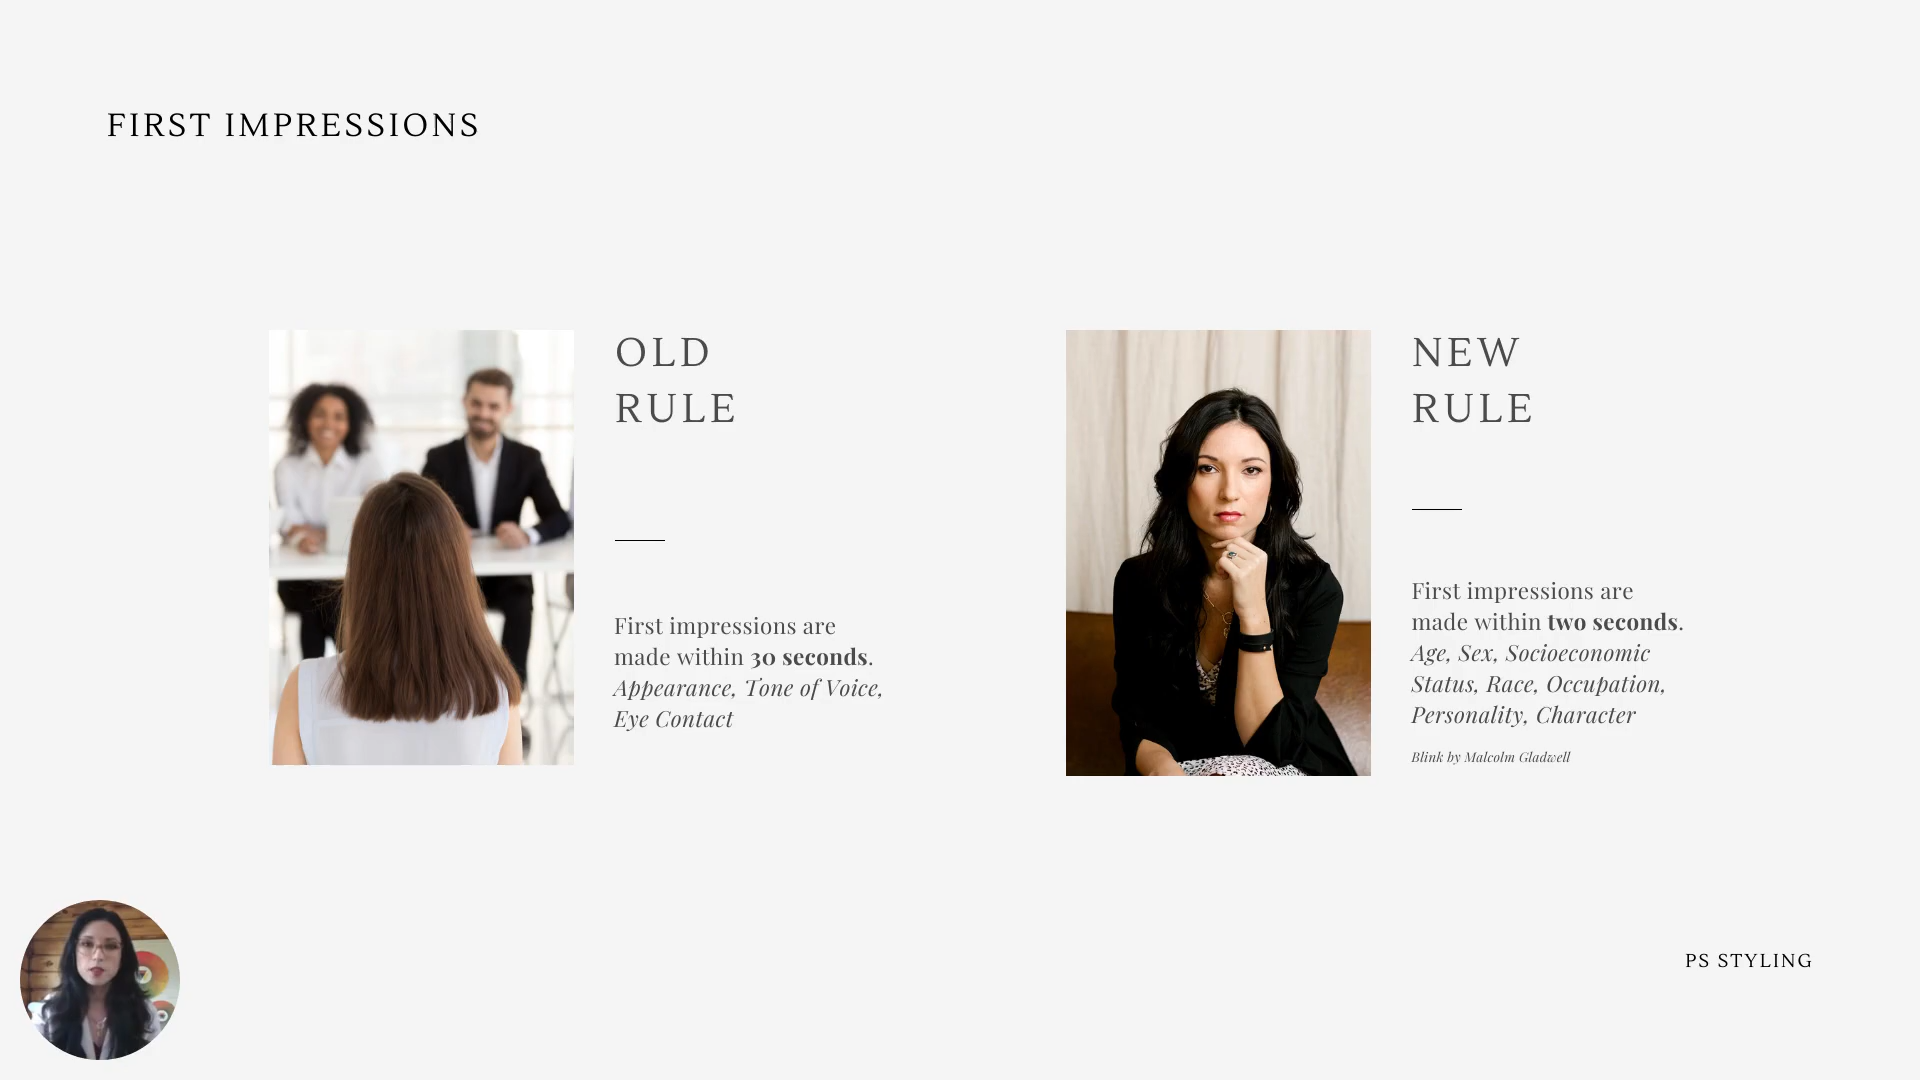 FIRST IMPRESSIONS
OLD
RULE
First impressions are
made within 30 seconds.
Appearance, Tone of Voice,
Eye Contact
NEW
RULE
First impressions are
made within two seconds.
Age, Sex, Socioeconomic
Status, Race, Occupation,
Personality, Character
Blink by Malcolm Gladwell
PS STYLING